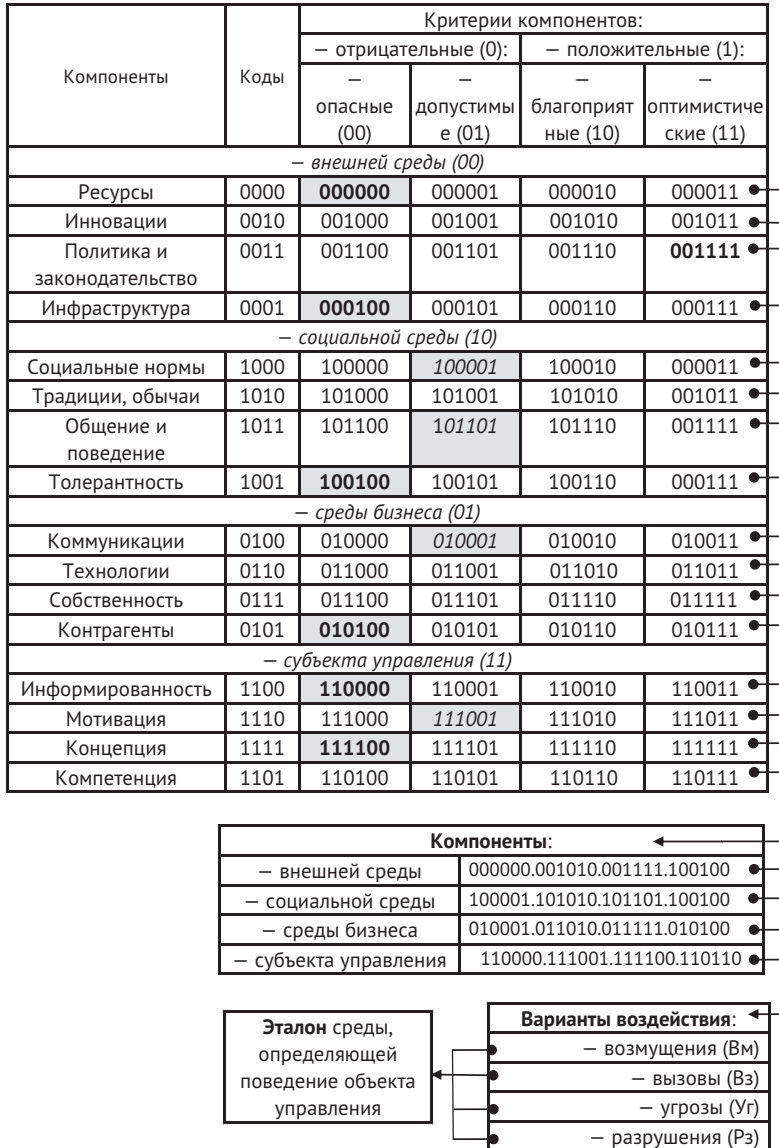 Компоненты Коды Критерии компонентов:
— отрицательные (0): — положительные (1):
— — — —
опасные допустимы благоприят оптимистиче
(00) е (01) ные (10) ские (11)
— внешней среды (00)
Ресурсы 0000 000000 000001 000010 000011
Инновации 0010 001000 001001 001010 001011
Политика и 0011 001100 001101 001110 001111
законодательство
Инфраструктура 0001 000100 000101 000110 000111
— социальной среды (10)
Социальные нормы 1000 100000 100001 100010 000011
Традиции, обычаи 1010 101000 101001 101010 001011
Общение и 1011 101100 101101 101110 001111
поведение
Толерантность 1001 100100 100101 100110 000111
— среды бизнеса (01)
Коммуникации 0100 010000 010001 010010 010011
Технологии 0110 011000 011001 011010 011011
Собственность 0111 011100 011101 011110 011111
Контрагенты 0101 010100 010101 010110 010111
— субъекта управления (11)
Информированность 1100 110000 110001 110010 110011
Мотивация 1110 111000 111001 111010 111011
Концепция 1111 111100 111101 111110 111111
Компетенция 1101 110100 110101 110110 110111
Компоненты:
— внешней среды 000000.001010.001111.100100
— социальной среды 100001.101010.101101.100100
— среды бизнеса 010001.011010.011111.010100
— субъекта управления 110000.111001.111100.110110
Эталон среды,
определяющей
поведение объекта
управления
Варианты воздействия:
— возмущения (Вм)
— вызовы (Вз)
— угрозы (Уг)
— разрушения (Рз)